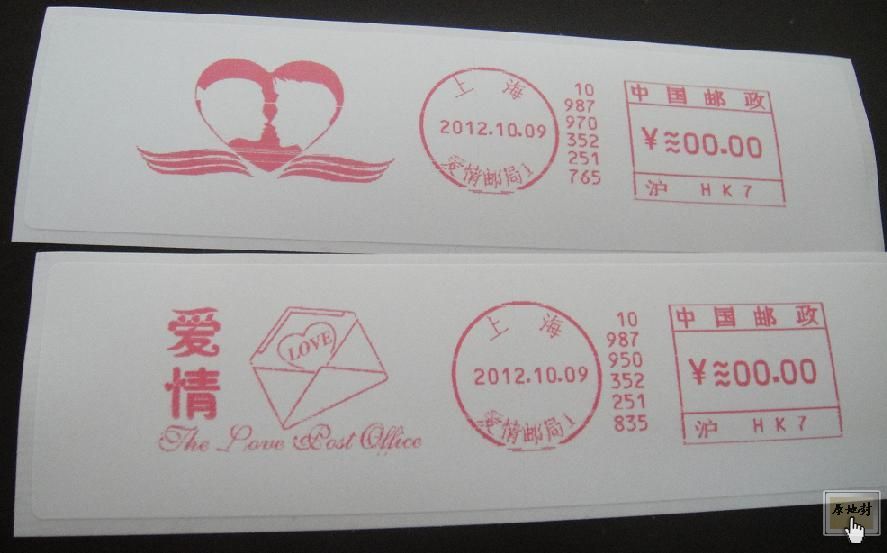 上海
2012.10.09
爱情邮局1
10
987
970
352
251
765
中国邮政
¥≈00.00
沪 HK7
爱情
LOVE
The Love Post Office
上海
2012.10.09
爱情邮局1
10
987
950
352
251
835
中国邮政
¥≈00.00
沪 HK7
原地封